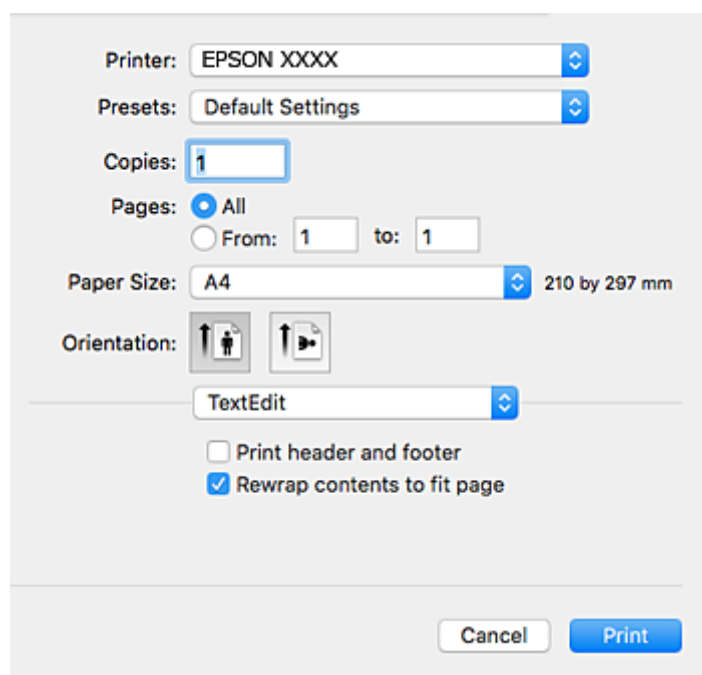 Printer: EPSON XXXX
Presets: Default Settings
Copies: 1
Pages: All
From: 1 to: 1
Paper Size: A4 210 by 297 mm
Orientation:
TextEdit
Print header and footer
Rewrap contents to fit page
Cancel Print